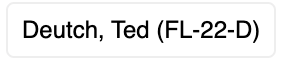 Deutch, Ted (FL-22-D)